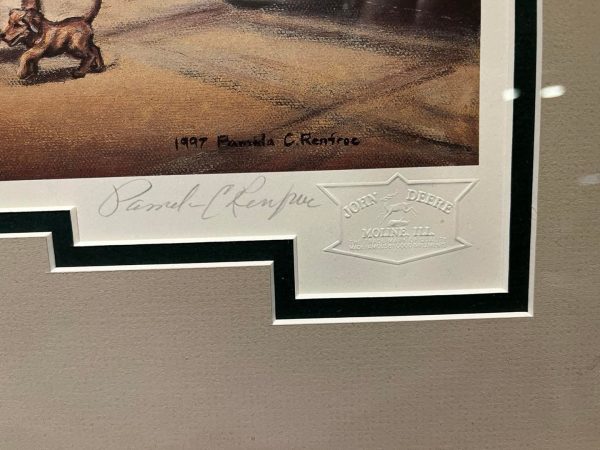 1997 Pamela C. Renfroe
Pamela C Renfroe
JOHN DEERE
MOLINE, ILL.